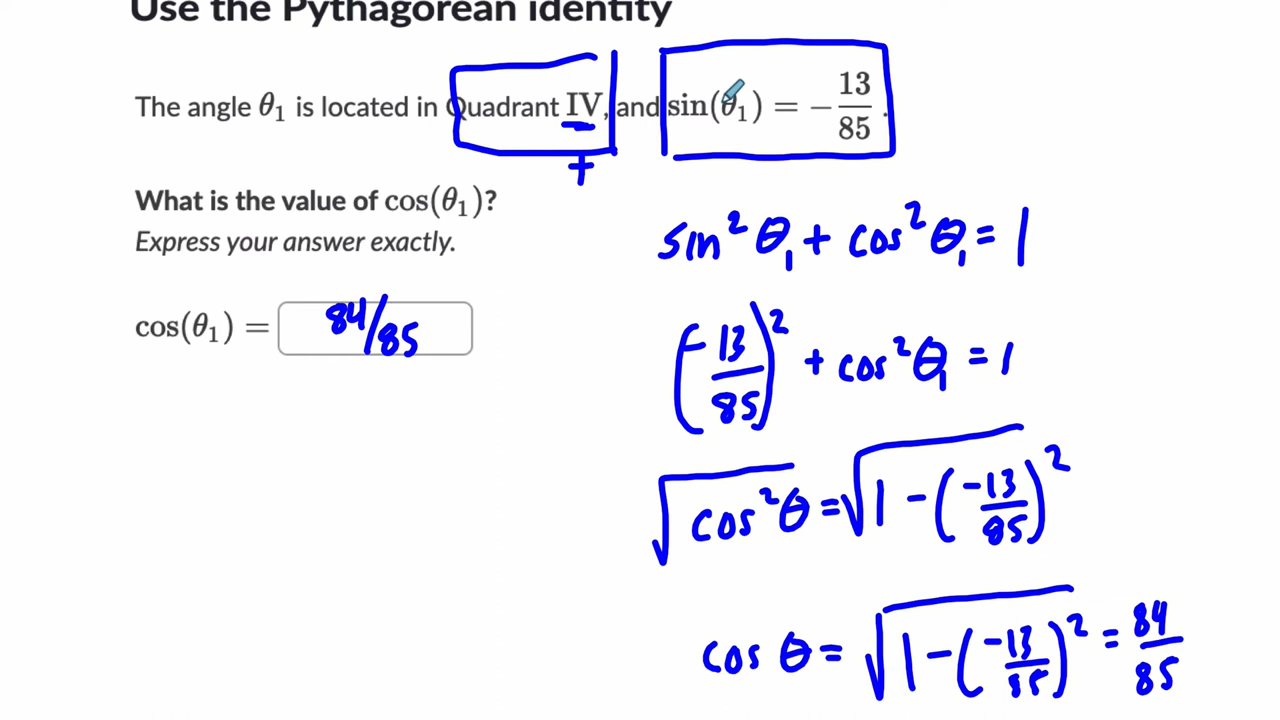 Use the Pythagorean identity
The angle θ₁ is located in Quadrant IV, and sin(θ₁) = −13/85.
+
What is the value of cos(θ₁)?
Express your answer exactly.
cos(θ₁) = 84/85
sin²θ₁ + cos²θ₁ = 1
(−13/85)² + cos²θ₁ = 1
√(cos²θ) = √(1 − (−13/85)²)
cos θ = √(1 − (−13/85)²) = 84/85